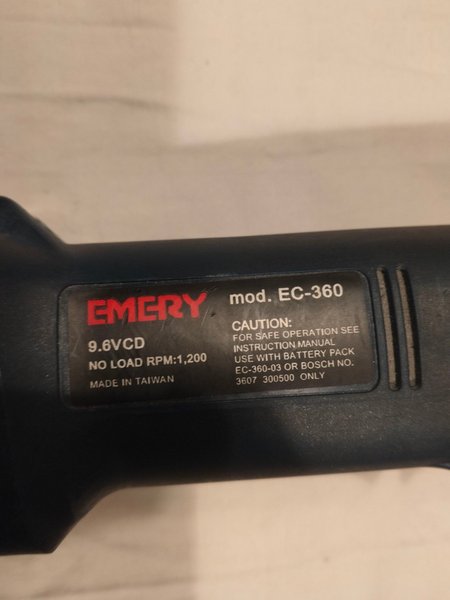 EMERY
9.6VCD
NO LOAD RPM:1,200
MADE IN TAIWAN
mod. EC-360
CAUTION:
FOR SAFE OPERATION SEE
INSTRUCTION.MANUAL
USE WITH BATTERY PACK
EC-360-03 OR BOSCH NO.
3607 300500 ONLY